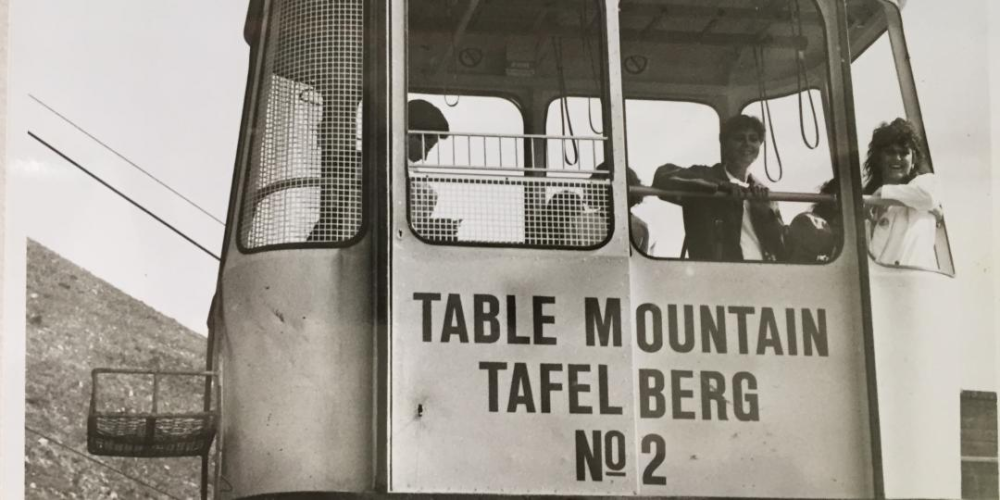 TABLE MOUNTAIN
TAFELBERG
Nº 2